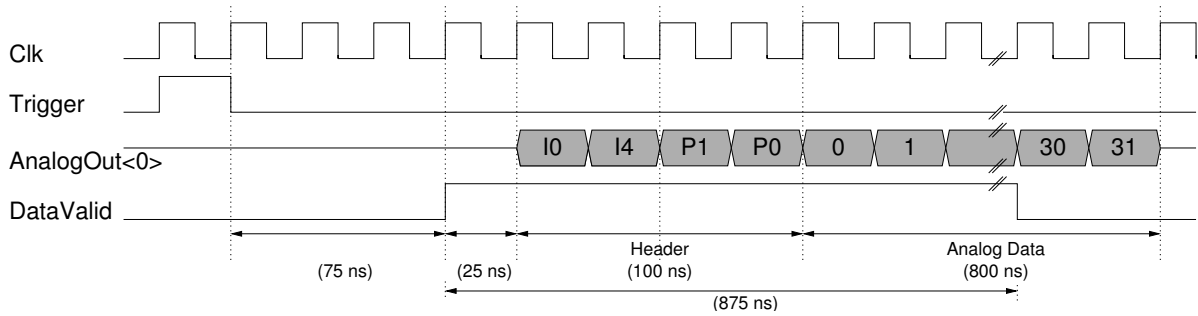 Clk
Trigger
AnalogOut<0> I0 I4 P1 P0 0 1 30 31
DataValid
Header Analog Data
(75 ns) (25 ns) (100 ns) (800 ns)
(875 ns)